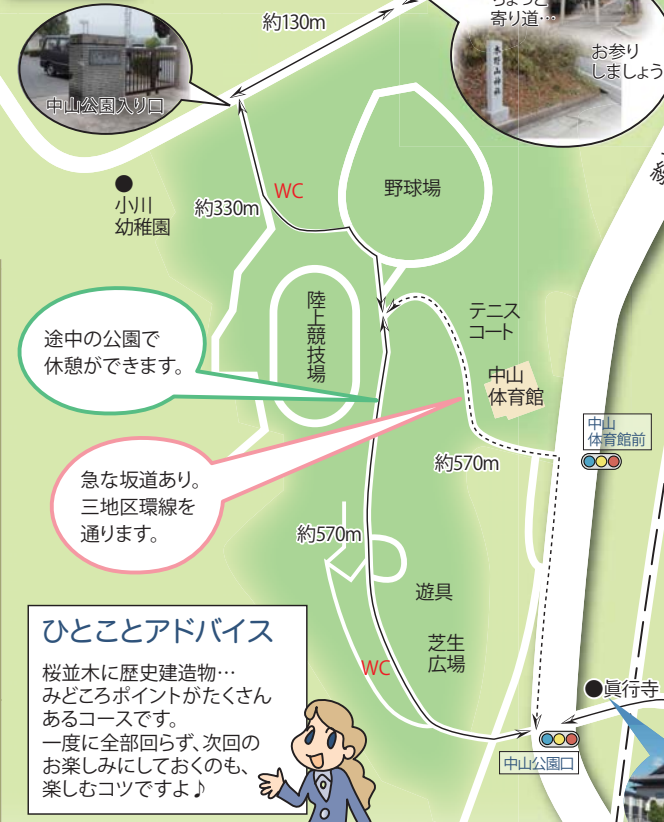 約130m
ちょっと
寄り道…
お参り
しましょう
木野山神社
中山公園入り口
小川
幼稚園
約330m
WC
野球場
陸上競技場
テニス
コート
中山
体育館
途中の公園で
休憩ができます。
中山
体育館前
約570m
急な坂道あり。
三地区環線を
通ります。
約570m
遊具
芝生
広場
WC
ひとことアドバイス
桜並木に歴史建造物…
みどころポイントがたくさん
あるコースです。
一度に全部回らず、次回の
お楽しみにしておくのも、
楽しむコツですよ♪
眞行寺
中山公園口